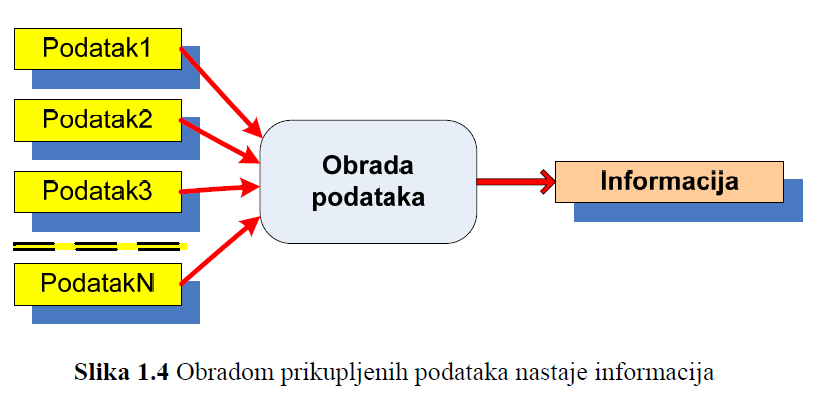 Podatak1
Podatak2
Podatak3
PodatakN
Obrada
podataka
Informacija
Slika 1.4 Obradom prikupljenih podataka nastaje informacija